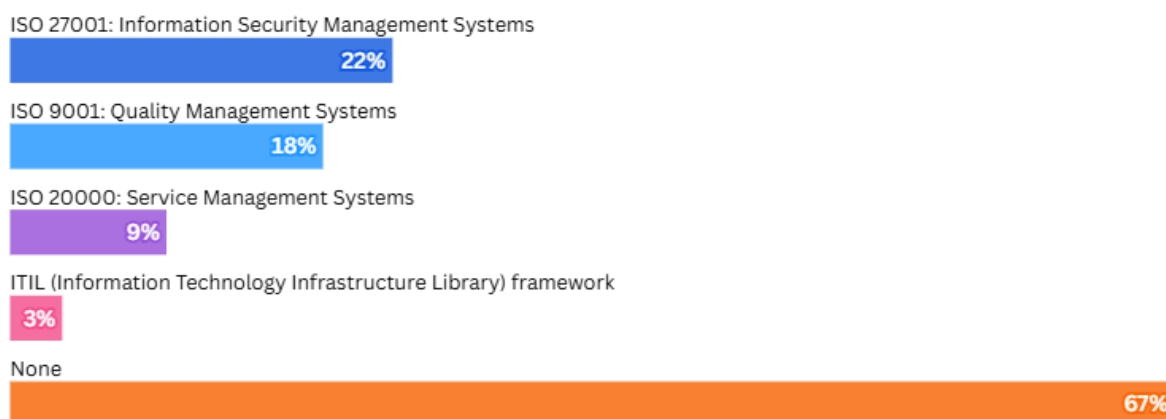 ISO 27001: Information Security Management Systems
22%
ISO 9001: Quality Management Systems
18%
ISO 20000: Service Management Systems
9%
ITIL (Information Technology Infrastructure Library) framework
3%
None
67%